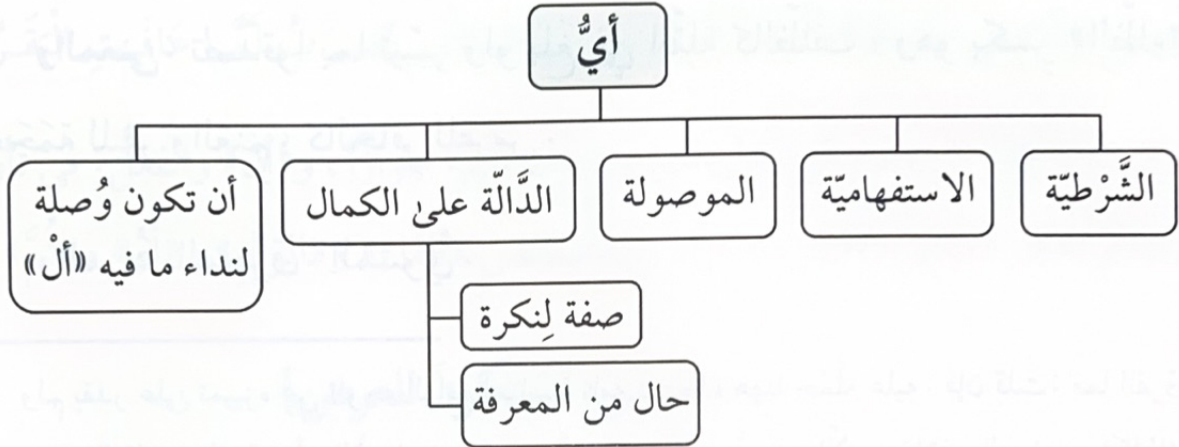 أيُّ
الشَّرْطيّة
الاستفهاميّة
الموصولة
الدَّالّة على الكمال
أن تكون وُصلة
لنداء ما فيه «ألْ»
صفة لِنكرة
حال من المعرفة